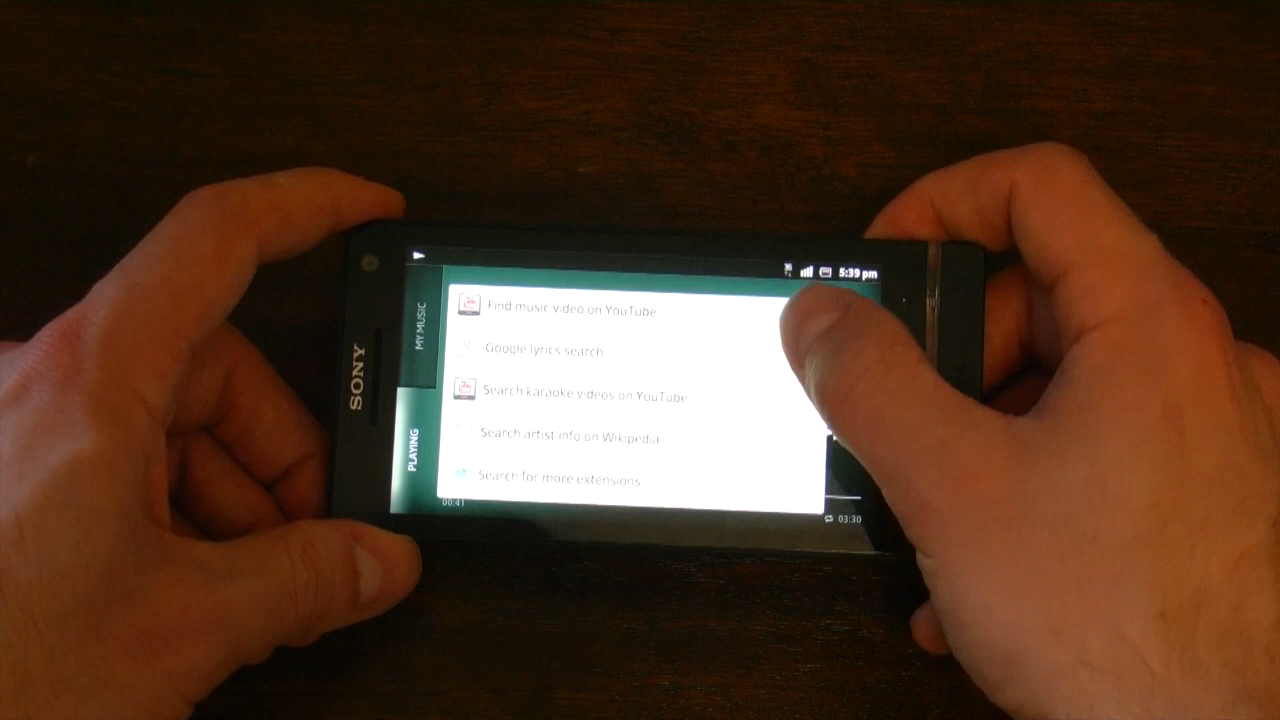 SONY
5:39 pm
MY MUSIC
PLAYING
Find music video on YouTube
Google lyrics search
Search karaoke videos on YouTube
Search artist info on Wikipedia
Search for more extensions
00:41
03:30